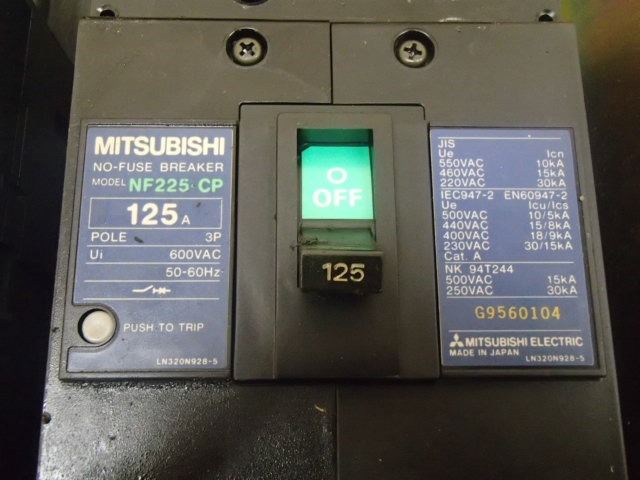 MITSUBISHI
NO-FUSE BREAKER
MODEL NF225-CP
125 A
POLE 3P
Ui 600VAC
50-60Hz
PUSH TO TRIP
LN320N928-5
O
OFF
125
JIS
Ue Icn
550VAC 10kA
460VAC 15kA
220VAC 30kA
IEC947-2 EN60947-2
Ue Icu/Ics
500VAC 10/5kA
440VAC 15/8kA
400VAC 18/9kA
230VAC 30/15kA
Cat. A
NK 94T244
500VAC 15kA
250VAC 30kA
G9560104
MITSUBISHI ELECTRIC
MADE IN JAPAN LN320N928-5